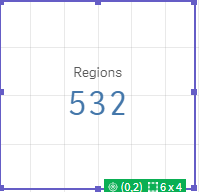 Regions
532
(0,2) 6 x 4